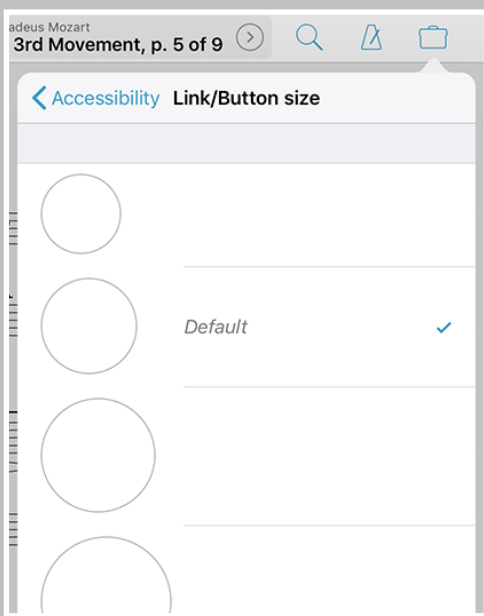 adeus Mozart
3rd Movement, p. 5 of 9
Accessibility Link/Button size
Default